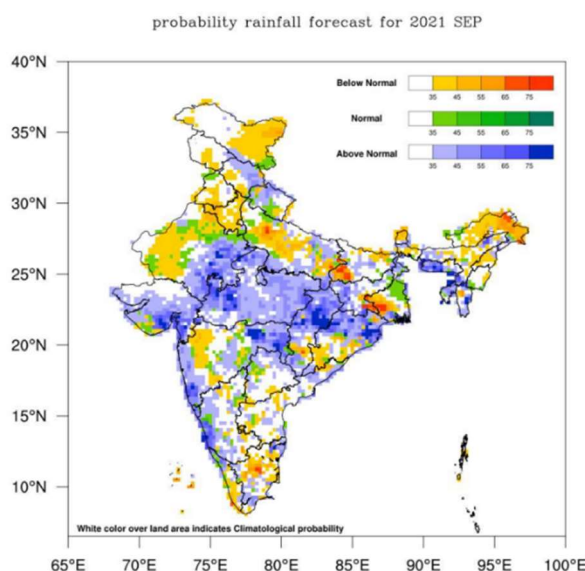 probability rainfall forecast for 2021 SEP
40°N
35°N
30°N
25°N
20°N
15°N
10°N
Below Normal
35 45 55 65 75
Normal
35 45 55 65 75
Above Normal
35 45 55 65 75
White color over land area indicates Climatological probability
65°E 70°E 75°E 80°E 85°E 90°E 95°E 100°E